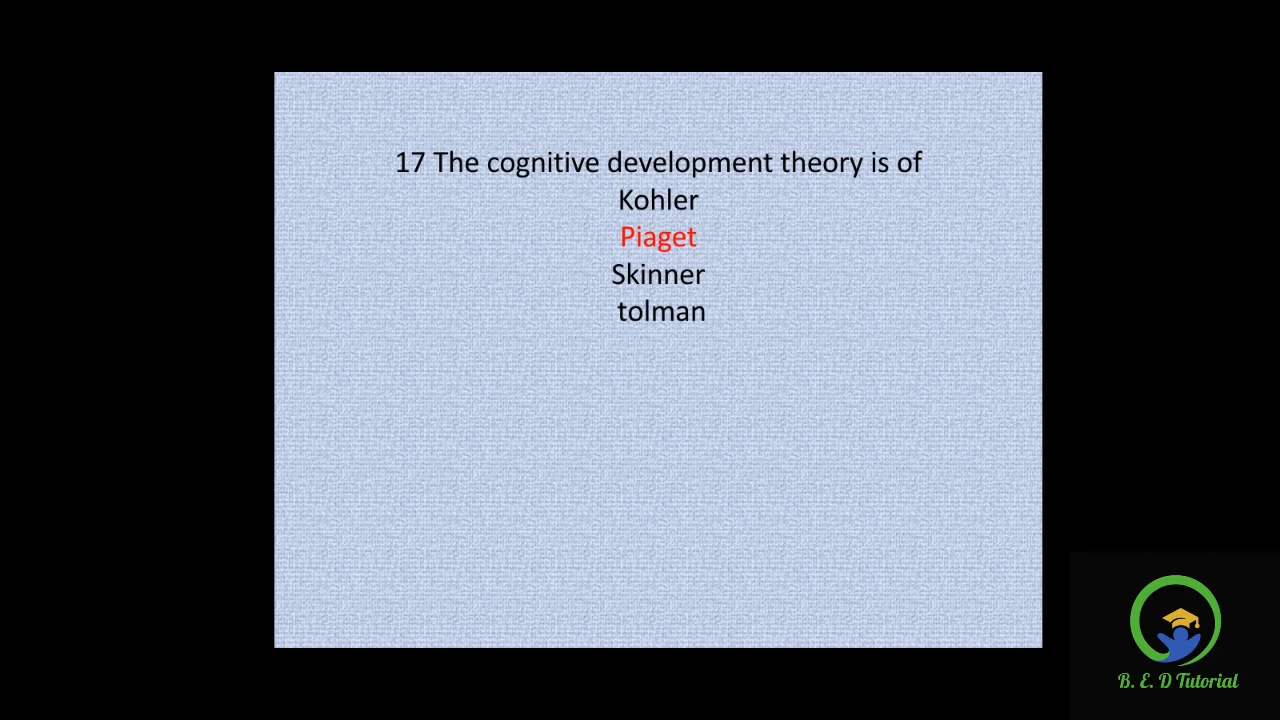 17 The cognitive development theory is of
Kohler
Piaget
Skinner
tolman
B. E. D Tutorial